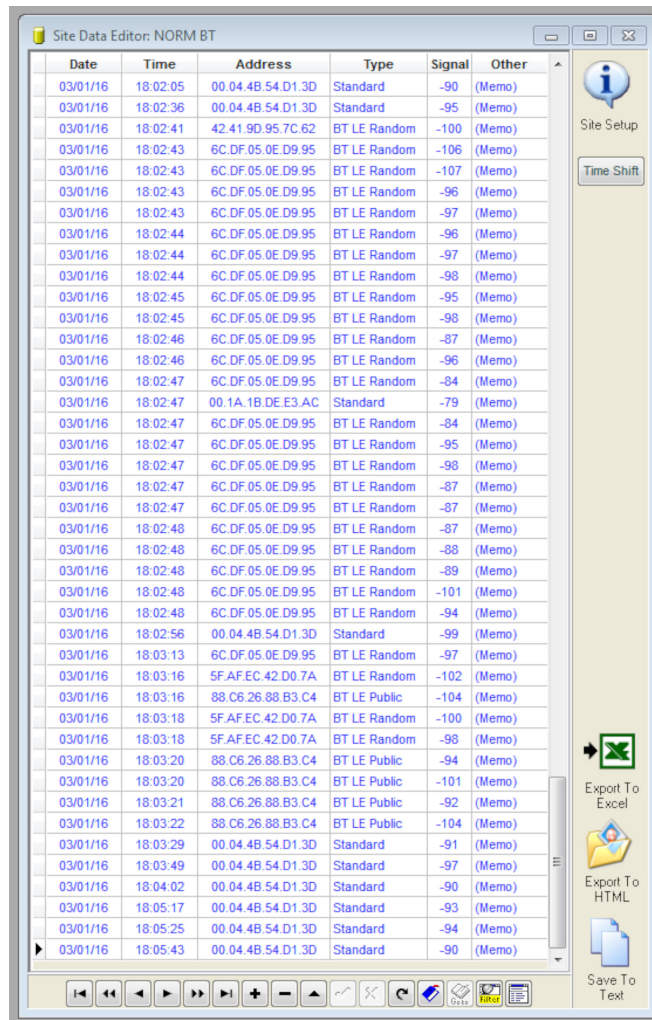 Site Data Editor: NORM BT
Date Time Address Type Signal Other
03/01/16 18:02:05 00.04.4B.54.D1.3D Standard -90 (Memo)
03/01/16 18:02:36 00.04.4B.54.D1.3D Standard -95 (Memo)
03/01/16 18:02:41 42.41.9D.95.7C.62 BT LE Random -100 (Memo)
03/01/16 18:02:43 6C.DF.05.0E.D9.95 BT LE Random -106 (Memo)
03/01/16 18:02:43 6C.DF.05.0E.D9.95 BT LE Random -107 (Memo)
03/01/16 18:02:43 6C.DF.05.0E.D9.95 BT LE Random -96 (Memo)
03/01/16 18:02:43 6C.DF.05.0E.D9.95 BT LE Random -97 (Memo)
03/01/16 18:02:44 6C.DF.05.0E.D9.95 BT LE Random -96 (Memo)
03/01/16 18:02:44 6C.DF.05.0E.D9.95 BT LE Random -97 (Memo)
03/01/16 18:02:44 6C.DF.05.0E.D9.95 BT LE Random -98 (Memo)
03/01/16 18:02:45 6C.DF.05.0E.D9.95 BT LE Random -95 (Memo)
03/01/16 18:02:45 6C.DF.05.0E.D9.95 BT LE Random -98 (Memo)
03/01/16 18:02:46 6C.DF.05.0E.D9.95 BT LE Random -87 (Memo)
03/01/16 18:02:46 6C.DF.05.0E.D9.95 BT LE Random -96 (Memo)
03/01/16 18:02:47 6C.DF.05.0E.D9.95 BT LE Random -84 (Memo)
03/01/16 18:02:47 00.1A.1B.DE.E3.AC Standard -79 (Memo)
03/01/16 18:02:47 6C.DF.05.0E.D9.95 BT LE Random -84 (Memo)
03/01/16 18:02:47 6C.DF.05.0E.D9.95 BT LE Random -95 (Memo)
03/01/16 18:02:47 6C.DF.05.0E.D9.95 BT LE Random -98 (Memo)
03/01/16 18:02:47 6C.DF.05.0E.D9.95 BT LE Random -87 (Memo)
03/01/16 18:02:47 6C.DF.05.0E.D9.95 BT LE Random -87 (Memo)
03/01/16 18:02:48 6C.DF.05.0E.D9.95 BT LE Random -87 (Memo)
03/01/16 18:02:48 6C.DF.05.0E.D9.95 BT LE Random -88 (Memo)
03/01/16 18:02:48 6C.DF.05.0E.D9.95 BT LE Random -89 (Memo)
03/01/16 18:02:48 6C.DF.05.0E.D9.95 BT LE Random -101 (Memo)
03/01/16 18:02:48 6C.DF.05.0E.D9.95 BT LE Random -94 (Memo)
03/01/16 18:02:56 00.04.4B.54.D1.3D Standard -99 (Memo)
03/01/16 18:03:13 6C.DF.05.0E.D9.95 BT LE Random -97 (Memo)
03/01/16 18:03:16 5F.AF.EC.42.D0.7A BT LE Random -102 (Memo)
03/01/16 18:03:16 88.C6.26.88.B3.C4 BT LE Public -104 (Memo)
03/01/16 18:03:18 5F.AF.EC.42.D0.7A BT LE Random -100 (Memo)
03/01/16 18:03:18 5F.AF.EC.42.D0.7A BT LE Random -98 (Memo)
03/01/16 18:03:20 88.C6.26.88.B3.C4 BT LE Public -94 (Memo)
03/01/16 18:03:20 88.C6.26.88.B3.C4 BT LE Public -101 (Memo)
03/01/16 18:03:21 88.C6.26.88.B3.C4 BT LE Public -92 (Memo)
03/01/16 18:03:22 88.C6.26.88.B3.C4 BT LE Public -104 (Memo)
03/01/16 18:03:29 00.04.4B.54.D1.3D Standard -91 (Memo)
03/01/16 18:03:49 00.04.4B.54.D1.3D Standard -97 (Memo)
03/01/16 18:04:02 00.04.4B.54.D1.3D Standard -90 (Memo)
03/01/16 18:05:17 00.04.4B.54.D1.3D Standard -93 (Memo)
03/01/16 18:05:25 00.04.4B.54.D1.3D Standard -94 (Memo)
03/01/16 18:05:43 00.04.4B.54.D1.3D Standard -90 (Memo)
Goto
Filter
Site Setup
Time Shift
Export To
Excel
Export To
HTML
Save To
Text